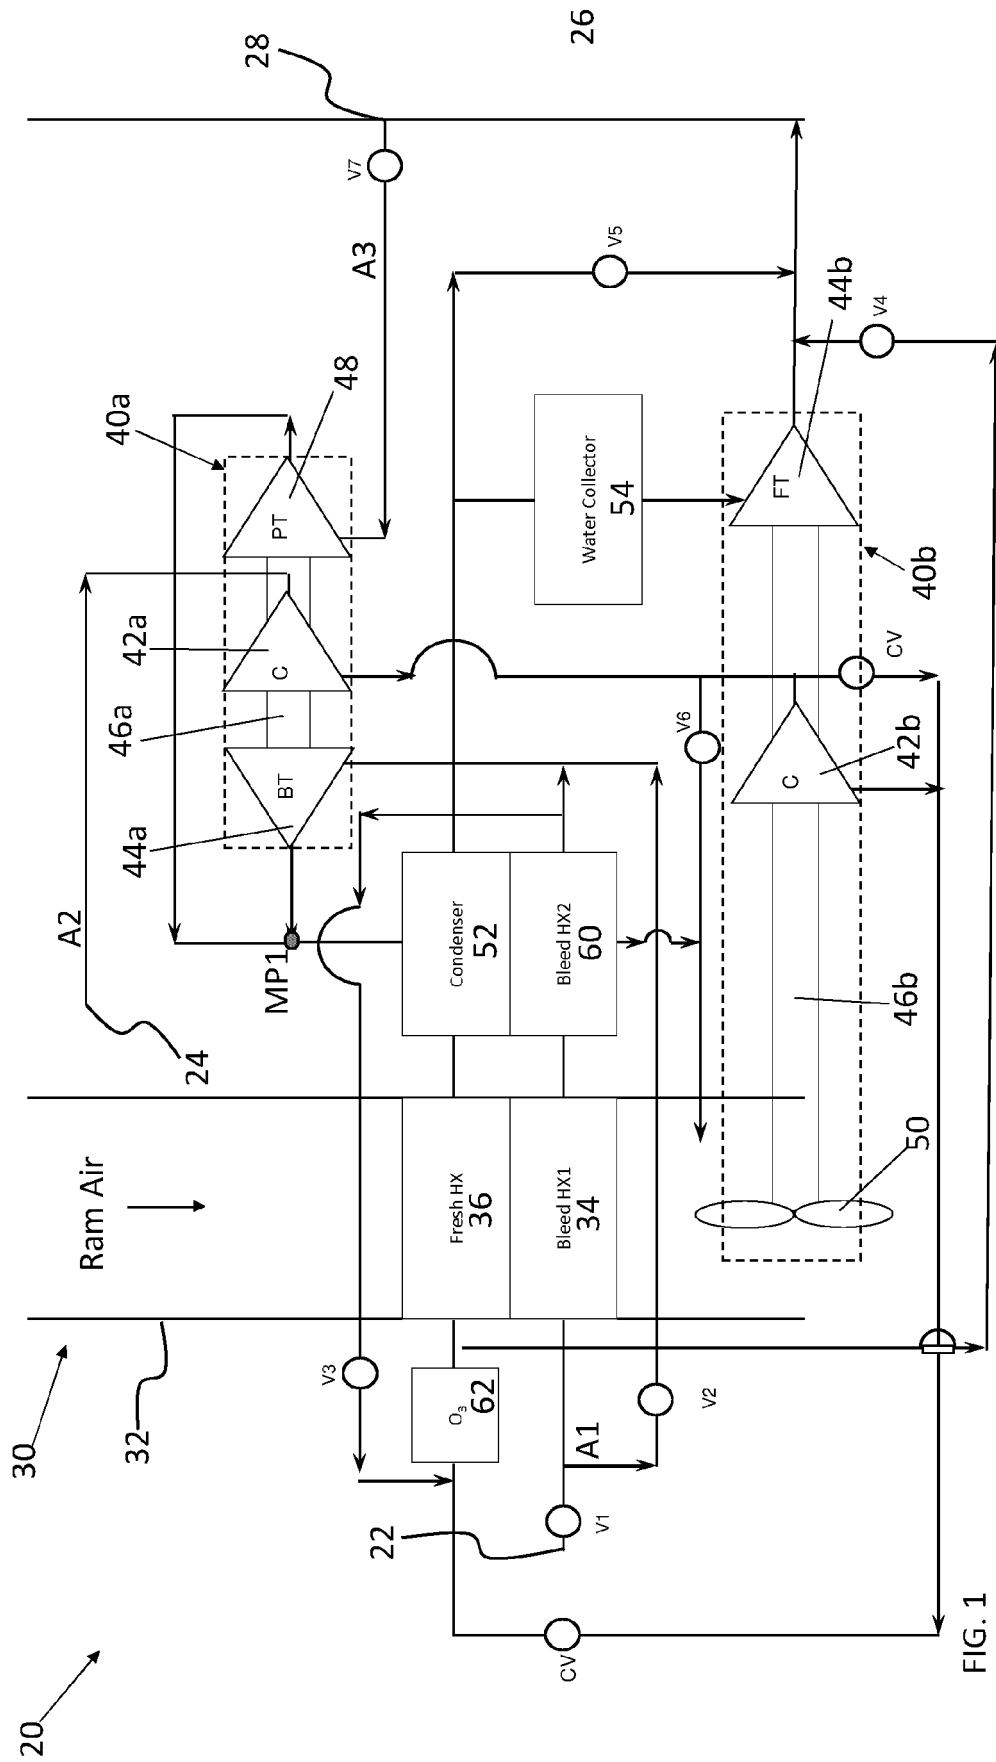 20
30
32
Ram Air
24
A2
MP1
44a
BT
46a
C
42a
PT
48
40a
A3
V7
28
26
V3
O₃
62
Fresh HX
36
Condenser
52
Water Collector
54
V5
22
V1
A1
Bleed HX1
34
Bleed HX2
60
V2
V6
CV
50
46b
C
42b
CV
FT
44b
40b
V4
FIG. 1